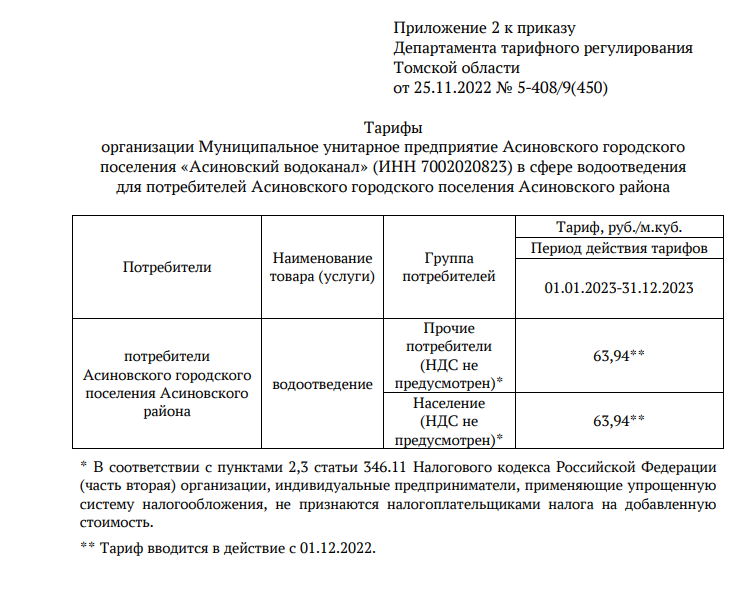 Приложение 2 к приказу
Департамента тарифного регулирования
Томской области
от 25.11.2022 № 5-408/9(450)
Тарифы
организации Муниципальное унитарное предприятие Асиновского городского
поселения «Асиновский водоканал» (ИНН 7002020823) в сфере водоотведения
для потребителей Асиновского городского поселения Асиновского района
Потребители
Наименование
товара (услуги)
Группа
потребителей
Тариф, руб./м.куб.
Период действия тарифов
01.01.2023-31.12.2023
потребители
Асиновского городского
поселения Асиновского
района
водоотведение
Прочие
потребители
(НДС не
предусмотрен)*
63,94**
Население
(НДС не
предусмотрен)*
63,94**
* В соответствии с пунктами 2,3 статьи 346.11 Налогового кодекса Российской Федерации
(часть вторая) организации, индивидуальные предприниматели, применяющие упрощенную
систему налогообложения, не признаются налогоплательщиками налога на добавленную
стоимость.
** Тариф вводится в действие с 01.12.2022.